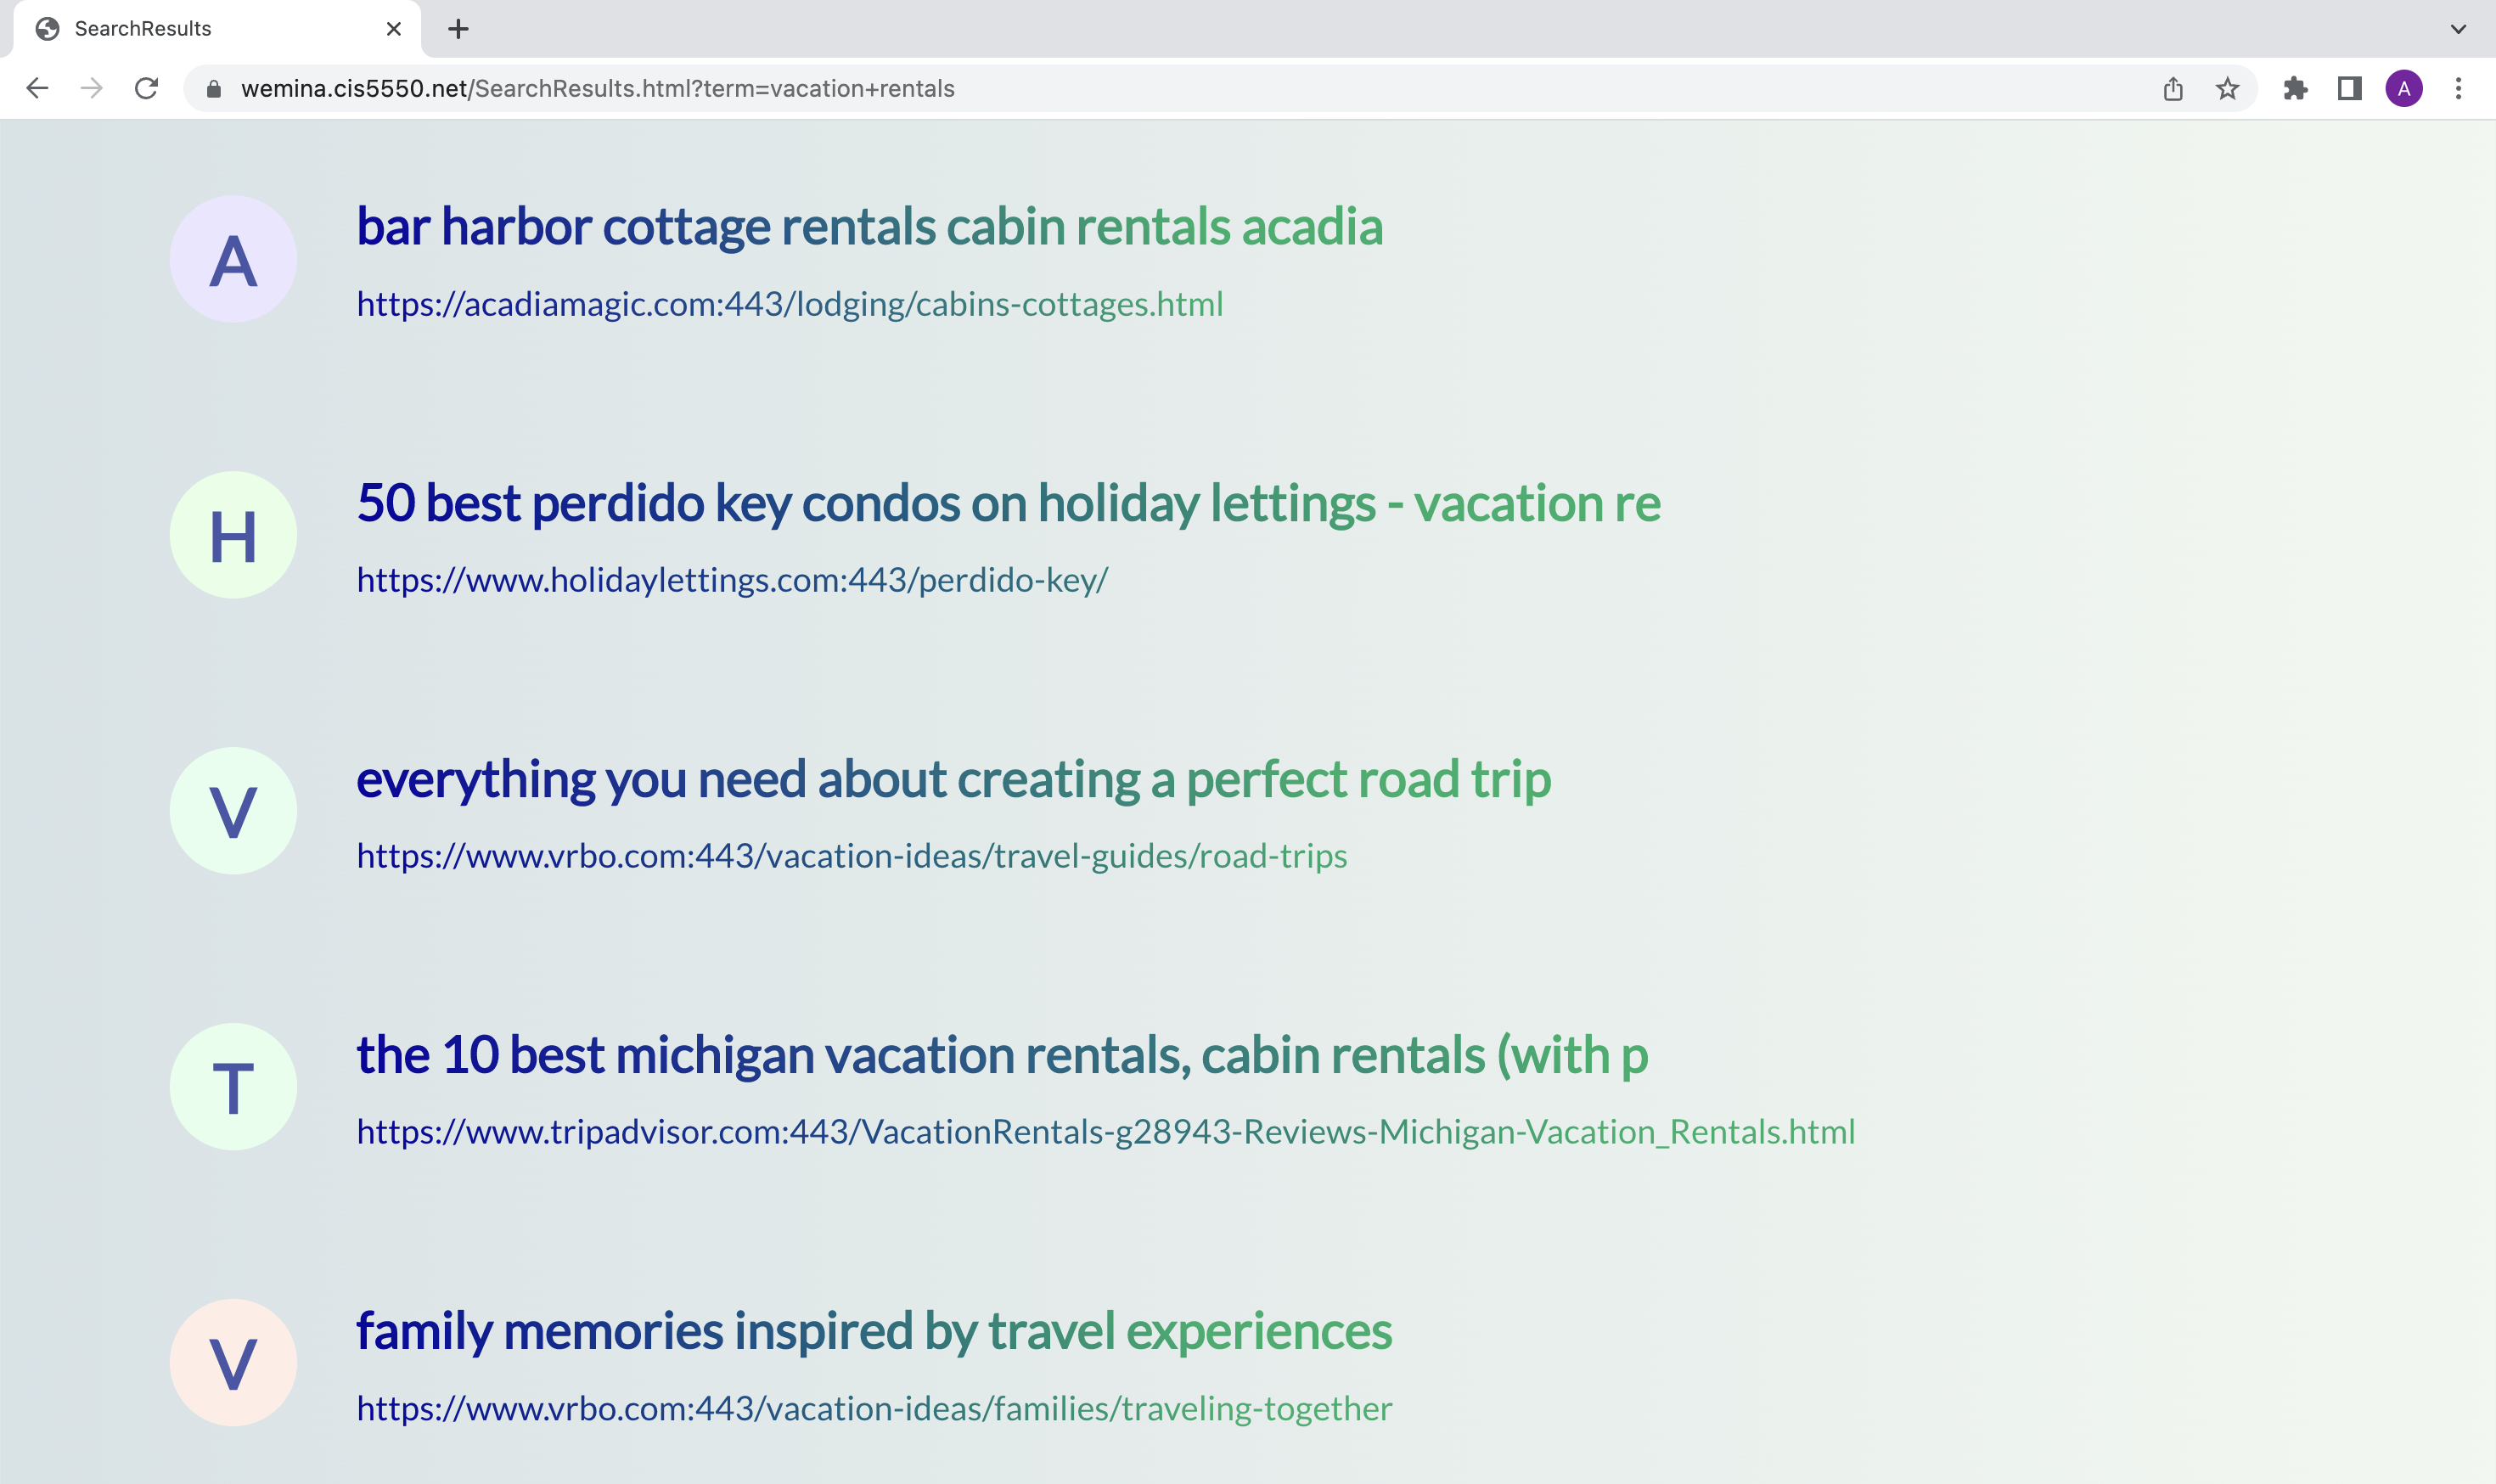 SearchResults
wemina.cis5550.net/SearchResults.html?term=vacation+rentals
A
A
bar harbor cottage rentals cabin rentals acadia
https://acadiamagic.com:443/lodging/cabins-cottages.html
H
50 best perdido key condos on holiday lettings - vacation re
https://www.holidaylettings.com:443/perdido-key/
V
everything you need about creating a perfect road trip
https://www.vrbo.com:443/vacation-ideas/travel-guides/road-trips
T
the 10 best michigan vacation rentals, cabin rentals (with p
https://www.tripadvisor.com:443/VacationRentals-g28943-Reviews-Michigan-Vacation_Rentals.html
V
family memories inspired by travel experiences
https://www.vrbo.com:443/vacation-ideas/families/traveling-together